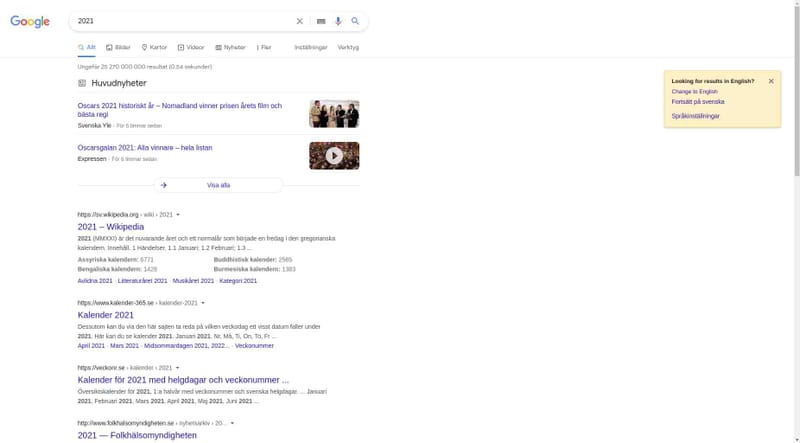 Google
2021
Allt Bilder Kartor Videor Nyheter Fler Inställningar Verktyg
Ungefär 25 270 000 000 resultat (0,64 sekunder)
Looking for results in English?
Change to English
Fortsätt på svenska
Språkinställningar
Huvudnyheter
Oscars 2021 historiskt år – Nomadland vinner prisen årets film och
bästa regi
Svenska Yle · För 6 timmar sedan
Oscarsgalan 2021: Alla vinnare – hela listan
Expressen · För 6 timmar sedan
Visa alla
https://sv.wikipedia.org › wiki › 2021
2021 – Wikipedia
2021 (MMXXI) är det nuvarande året och ett normalår som började en fredag i den gregorianska
kalendern. Innehåll. 1 Händelser, 1.1 Januari; 1.2 Februari; 1.3 ...
Assyriska kalendern: 6771 Buddhistisk kalender: 2565
Bengaliska kalendern: 1428 Burmesiska kalendern: 1383
Avlidna 2021 · Litteraturåret 2021 · Musikåret 2021 · Kategori 2021
https://www.kalender-365.se › kalender-2021
Kalender 2021
Dessutom kan du via den här sajten ta reda på vilken veckodag ett visst datum faller under
2021. Här kan du se kalender 2021. Januari 2021. Nr, Må, Ti, On, To, Fr ...
April 2021 · Mars 2021 · Midsommardagen 2021, 2022... · Veckonummer
https://veckonr.se › kalender › 2021
Kalender för 2021 med helgdagar och veckonummer ...
Översiktskalender för 2021, 1:a halvår med veckonummer och svenska helgdagar. ... Januari
2021, Februari 2021, Mars 2021, April 2021, Maj 2021, Juni 2021 ...
http://www.folkhalsomyndigheten.se › nyhetsarkiv › 20...
2021 — Folkhälsomyndigheten